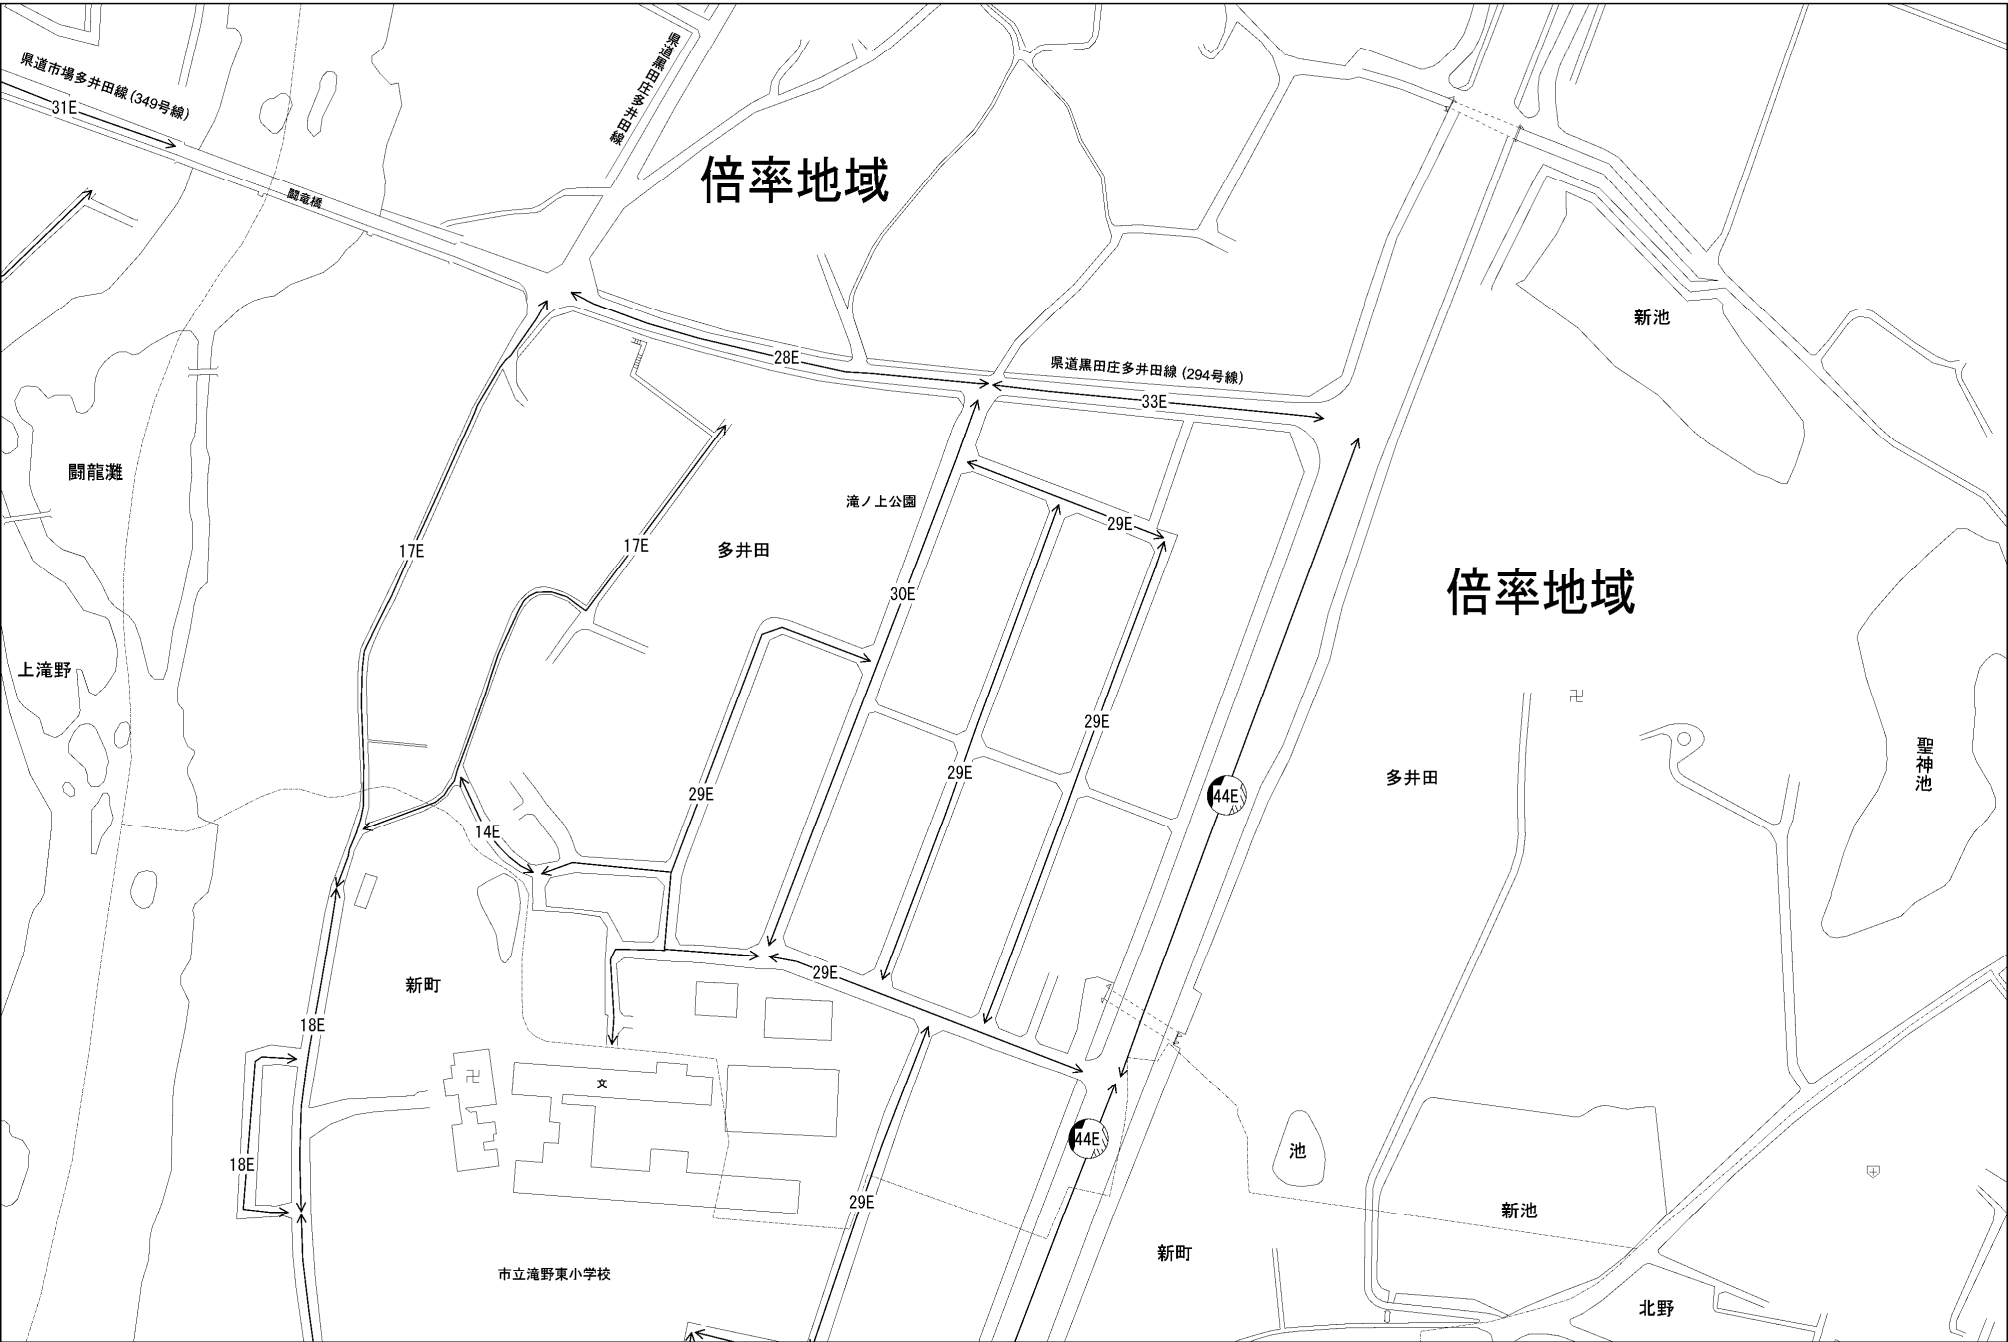 県道市場多井田線(349号線)
31E
県道黒田庄多井田線
倍率地域
闘竜橋
28E
県道黒田庄多井田線(294号線)
33E
新池
闘龍灘
滝ノ上公園
29E
17E
17E
多井田
30E
倍率地域
上滝野
29E
29E
多井田
聖神池
29E
44E
14E
29E
新町
18E
文
44E
池
18E
29E
新池
新町
市立滝野東小学校
北野